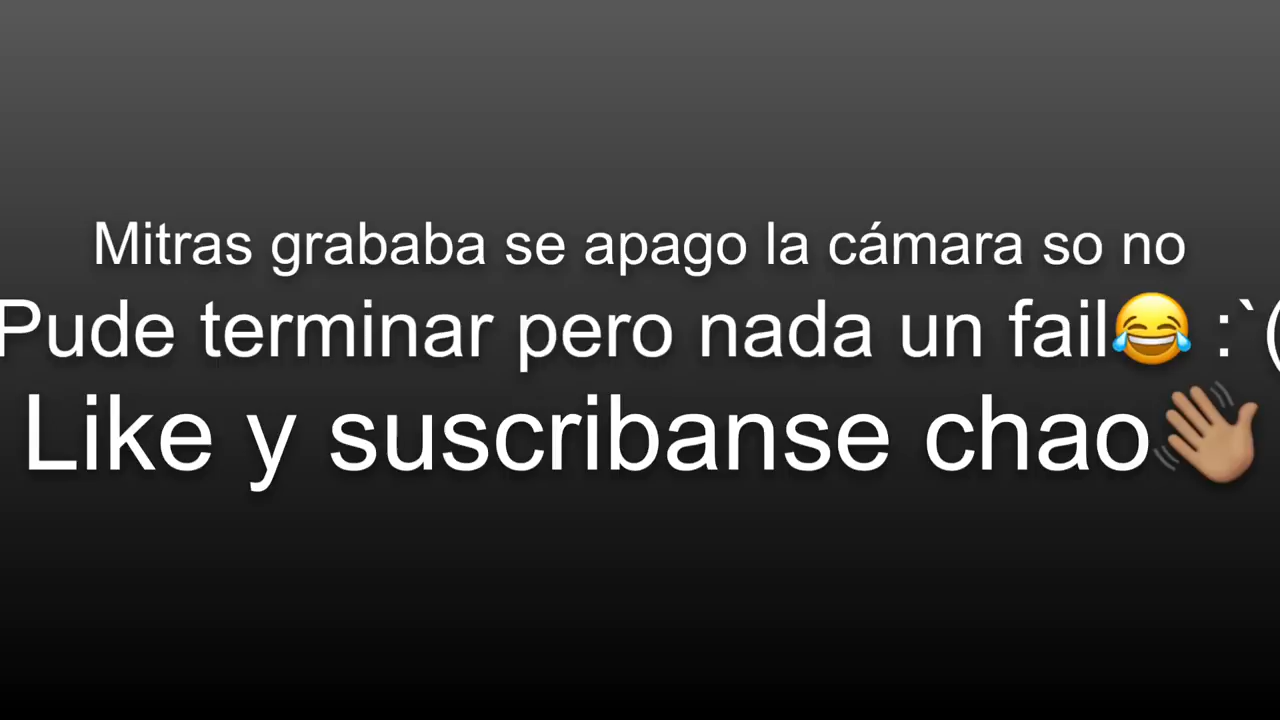 Mitras grababa se apago la cámara so no
Pude terminar pero nada un fail😂 :`(
Like y suscribanse chao👋🏽